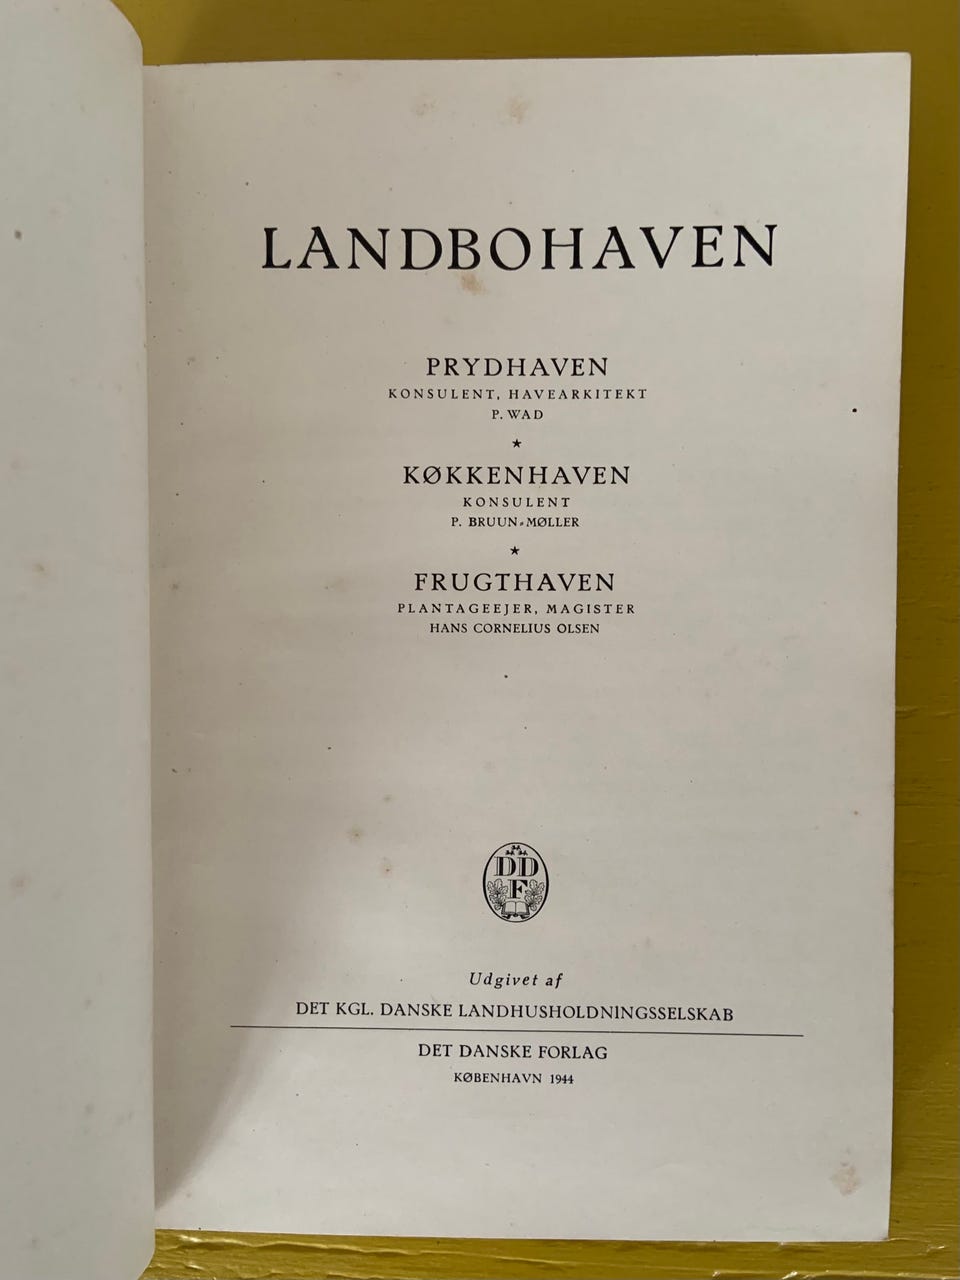 LANDBOHAVEN
PRYDHAVEN
KONSULENT, HAVEARKITEKT
P. WAD
★
KØKKENHAVEN
KONSULENT
P. BRUUN-MØLLER
★
FRUGTHAVEN
PLANTAGEEJER, MAGISTER
HANS CORNELIUS OLSEN
DD
F
Udgivet af
DET KGL. DANSKE LANDHUSHOLDNINGSSELSKAB
DET DANSKE FORLAG
KØBENHAVN 1944